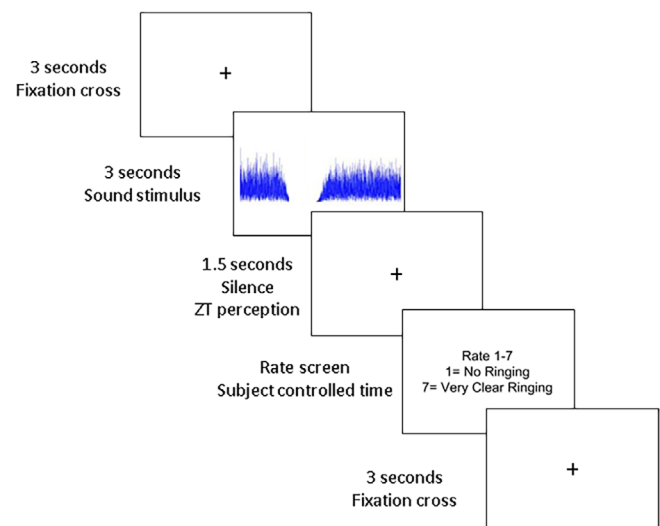 3 seconds
Fixation cross
+
3 seconds
Sound stimulus
1.5 seconds
Silence
ZT perception
+
Rate screen
Subject controlled time
Rate 1-7
1= No Ringing
7= Very Clear Ringing
3 seconds
Fixation cross
+